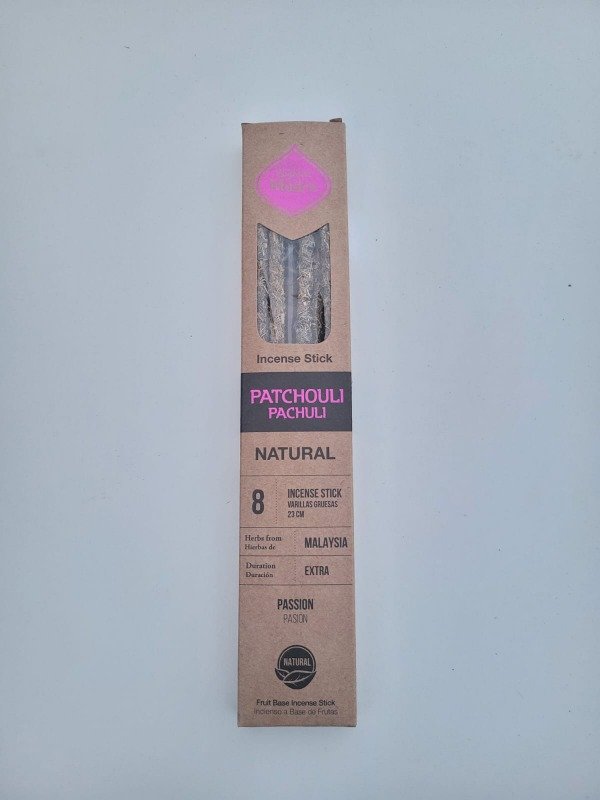 Incense Stick
PATCHOULI
PACHULI
NATURAL
8
INCENSE STICK
VARILLAS GRUESAS
23 CM
Herbs from
Hierbas de
MALAYSIA
Duration
Duración
EXTRA
PASSION
PASIÓN
NATURAL
Fruit Base Incense Stick
Incienso a Base de Frutas